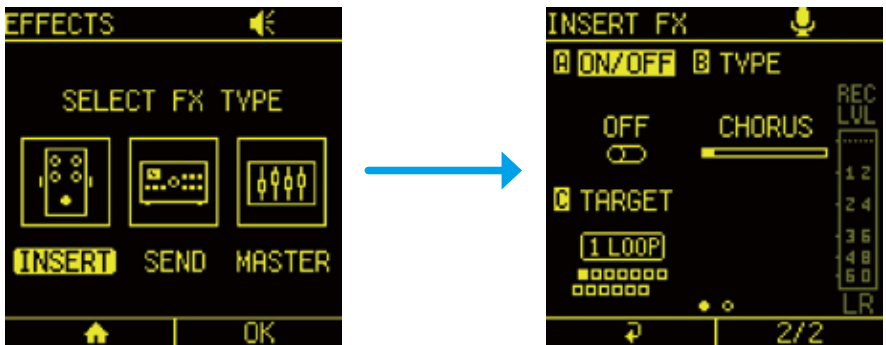 EFFECTS
SELECT FX TYPE
INSERT SEND MASTER
OK
INSERT FX
A ON/OFF B TYPE
REC
LVL
OFF CHORUS
12
C TARGET
24
1 LOOP
36
48
60
LR
2/2